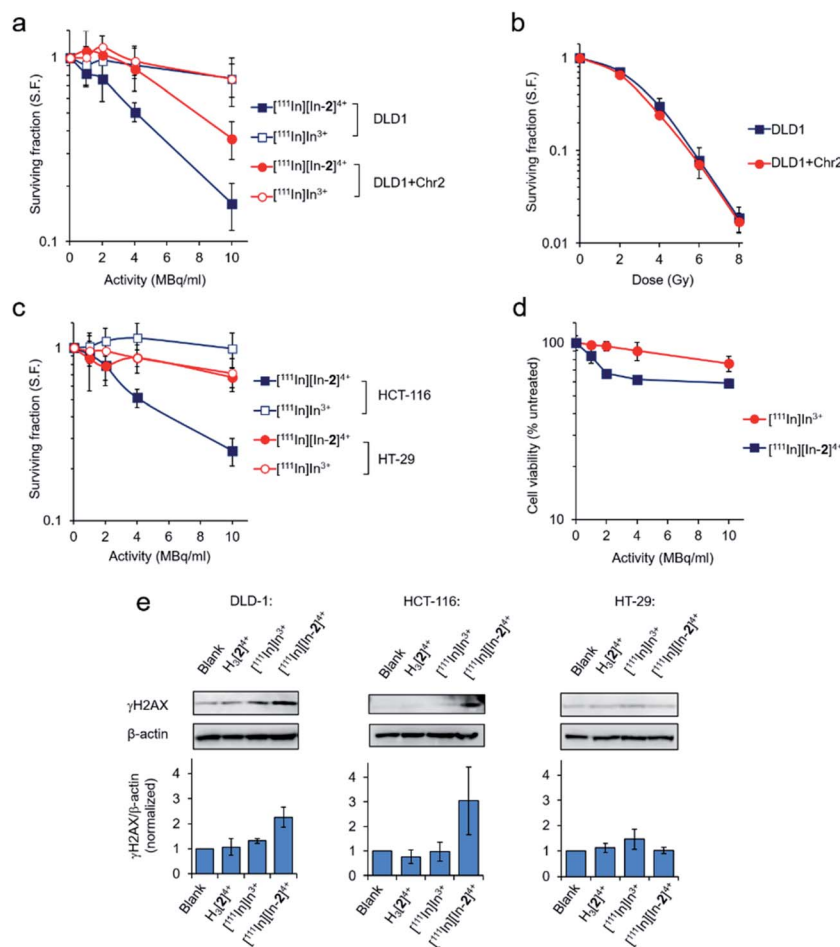 a
Surviving fraction (S.F.)
1
0.1
0 2 4 6 8 10
Activity (MBq/ml)
[¹¹¹In][In-2]⁴⁺
[¹¹¹In]In³⁺
DLD1
[¹¹¹In][In-2]⁴⁺
[¹¹¹In]In³⁺
DLD1+Chr2
b
Surviving fraction (S.F.)
1
0.1
0.01
0 2 4 6 8
Dose (Gy)
DLD1
DLD1+Chr2
c
Surviving fraction (S.F.)
1
0.1
0 2 4 6 8 10
Activity (MBq/ml)
[¹¹¹In][In-2]⁴⁺
[¹¹¹In]In³⁺
HCT-116
[¹¹¹In][In-2]⁴⁺
[¹¹¹In]In³⁺
HT-29
d
Cell viability (% untreated)
100
10
0 2 4 6 8 10
Activity (MBq/ml)
[¹¹¹In]In³⁺
[¹¹¹In][In-2]⁴⁺
e
DLD-1:
HCT-116:
HT-29:
Blank
H₃[2]⁴⁺
[¹¹¹In]In³⁺
[¹¹¹In][In-2]⁴⁺
Blank
H₃[2]⁴⁺
[¹¹¹In]In³⁺
[¹¹¹In][In-2]⁴⁺
Blank
H₃[2]⁴⁺
[¹¹¹In]In³⁺
[¹¹¹In][In-2]⁴⁺
γH2AX
β-actin
γH2AX/β-actin
(normalized)
4
3
2
1
0
Blank
H₃[2]⁴⁺
[¹¹¹In]In³⁺
[¹¹¹In][In-2]⁴⁺
4
3
2
1
0
Blank
H₃[2]⁴⁺
[¹¹¹In]In³⁺
[¹¹¹In][In-2]⁴⁺
4
3
2
1
0
Blank
H₃[2]⁴⁺
[¹¹¹In]In³⁺
[¹¹¹In][In-2]⁴⁺